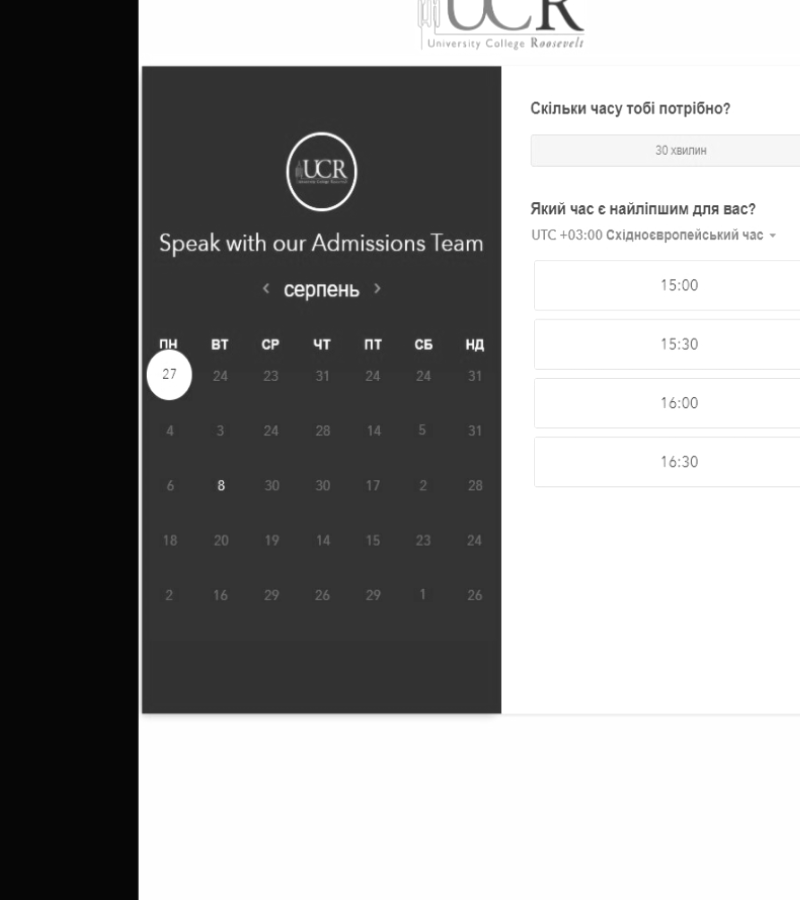 UCR
University College Roosevelt
UCR
Speak with our Admissions Team
серпень
ПН ВТ СР ЧТ ПТ СБ НД
27 24 23 31 24 24 31
4 3 24 28 14 5 31
6 8 30 30 17 2 28
18 20 19 14 15 23 24
2 16 29 26 29 1 26
Скільки часу тобі потрібно?
30 хвилин
Який час є найліпшим для вас?
UTC +03:00 Східноєвропейський час
15:00
15:30
16:00
16:30